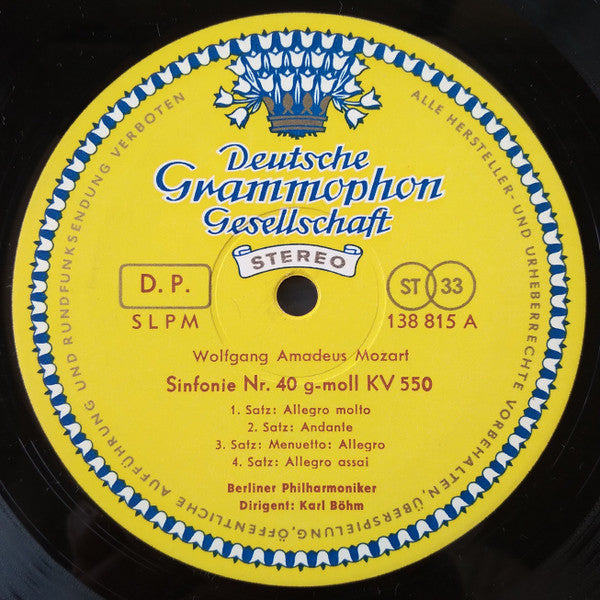 Deutsche
Grammophon
Gesellschaft
STEREO
D. P.
SLPM
ST 33
138 815 A
Wolfgang Amadeus Mozart
Sinfonie Nr. 40 g-moll KV 550
1. Satz: Allegro molto
2. Satz: Andante
3. Satz: Menuetto: Allegro
4. Satz: Allegro assai
Berliner Philharmoniker
Dirigent: Karl Böhm
ALLE HERSTELLER- UND URHEBERRECHTE VORBEHALTEN, ÜBERSPIELUNG, ÖFFENTLICHE AUFFÜHRUNG UND RUNDFUNKSENDUNG VERBOTEN